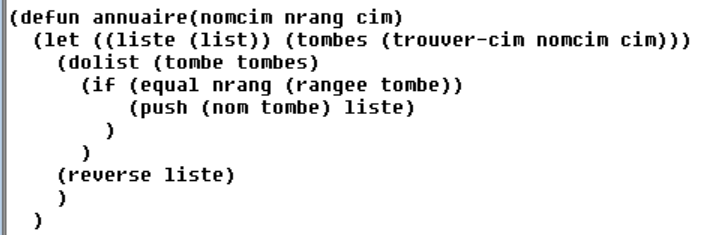 (defun annuaire(nomcim nrang cim)
(let ((liste (list)) (tombes (trouver-cim nomcim cim)))
(dolist (tombe tombes)
(if (equal nrang (rangee tombe))
(push (nom tombe) liste)
)
)
(reverse liste)
)
)